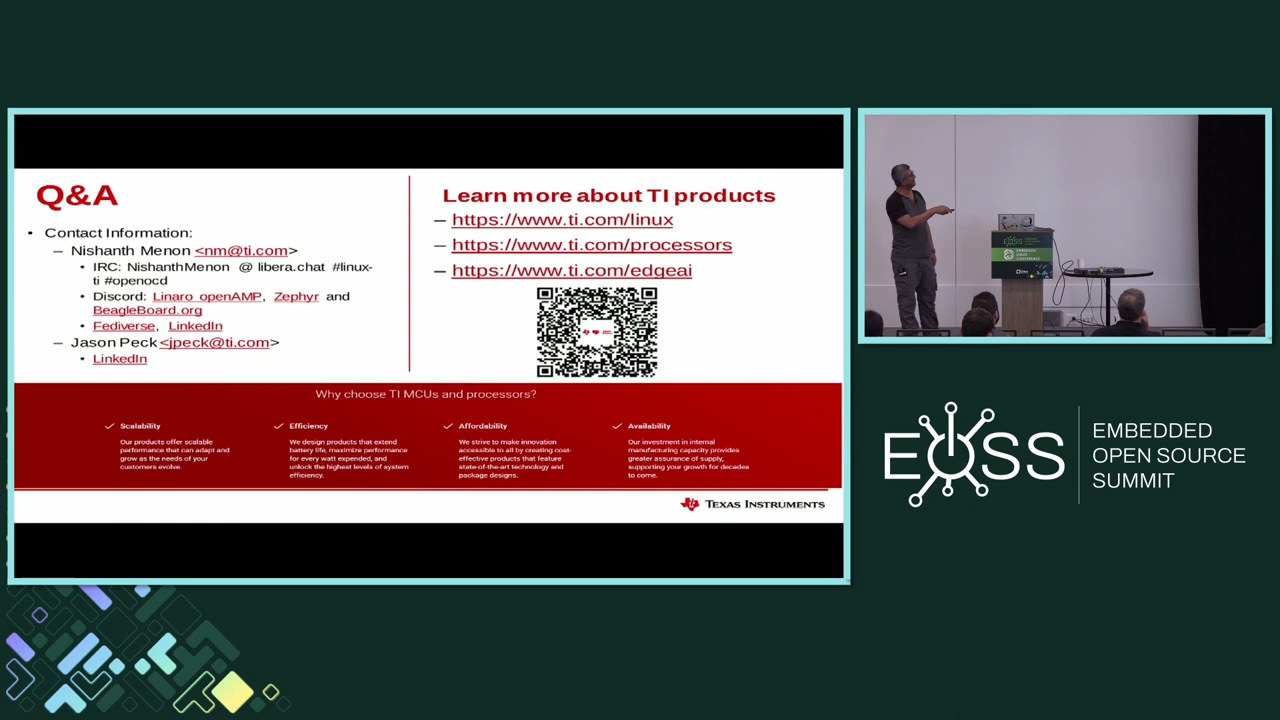 Q&A
• Contact Information:
– Nishanth Menon <nm@ti.com>
• IRC: NishanthMenon @ libera.chat #linux-
ti #openocd
• Discord: Linaro openAMP, Zephyr and
BeagleBoard.org
• Fediverse, LinkedIn
– Jason Peck <jpeck@ti.com>
• LinkedIn
Learn more about TI products
– https://www.ti.com/linux
– https://www.ti.com/processors
– https://www.ti.com/edgeai
Why choose TI MCUs and processors?
✓ Scalability
Our products offer scalable
performance that can adapt and
grow as the needs of your
customers evolve.
✓ Efficiency
We design products that extend
battery life, maximize performance
for every watt expended, and
unlock the highest levels of system
efficiency.
✓ Affordability
We strive to make innovation
accessible to all by creating cost-
effective products that feature
state-of-the-art technology and
package designs.
✓ Availability
Our investment in internal
manufacturing capacity provides
greater assurance of supply,
supporting your growth for decades
to come.
TEXAS INSTRUMENTS
EOSS
EOSS
EMBEDDED
OPEN SOURCE
SUMMIT